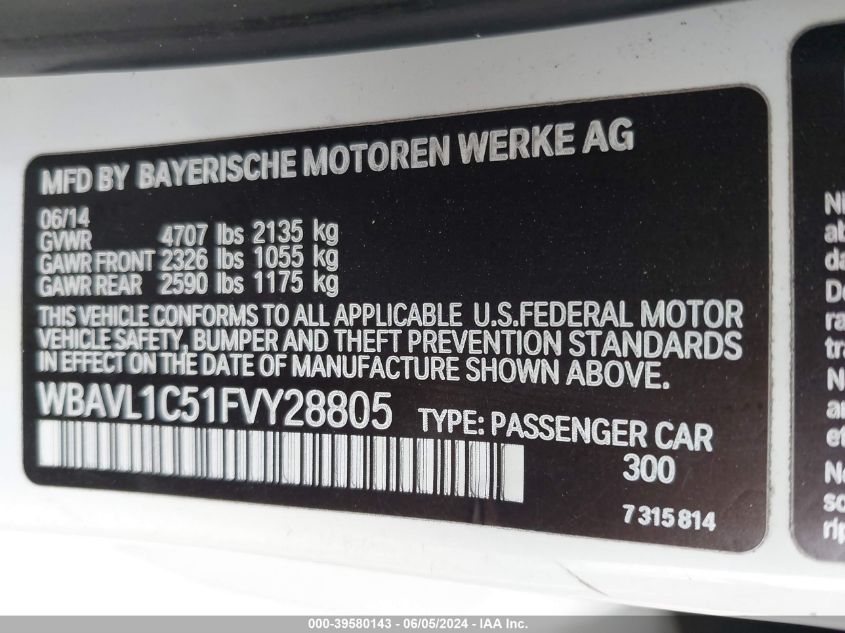 MFD BY BAYERISCHE MOTOREN WERKE AG
06/14
GVWR 4707 lbs 2135 kg
GAWR FRONT 2326 lbs 1055 kg
GAWR REAR 2590 lbs 1175 kg
THIS VEHICLE CONFORMS TO ALL APPLICABLE U.S.FEDERAL MOTOR
VEHICLE SAFETY, BUMPER AND THEFT PREVENTION STANDARDS
IN EFFECT ON THE DATE OF MANUFACTURE SHOWN ABOVE.
WBAVL1C51FVY28805 TYPE: PASSENGER CAR
300
7 315 814
000-39580143 - 06/05/2024 - IAA Inc.